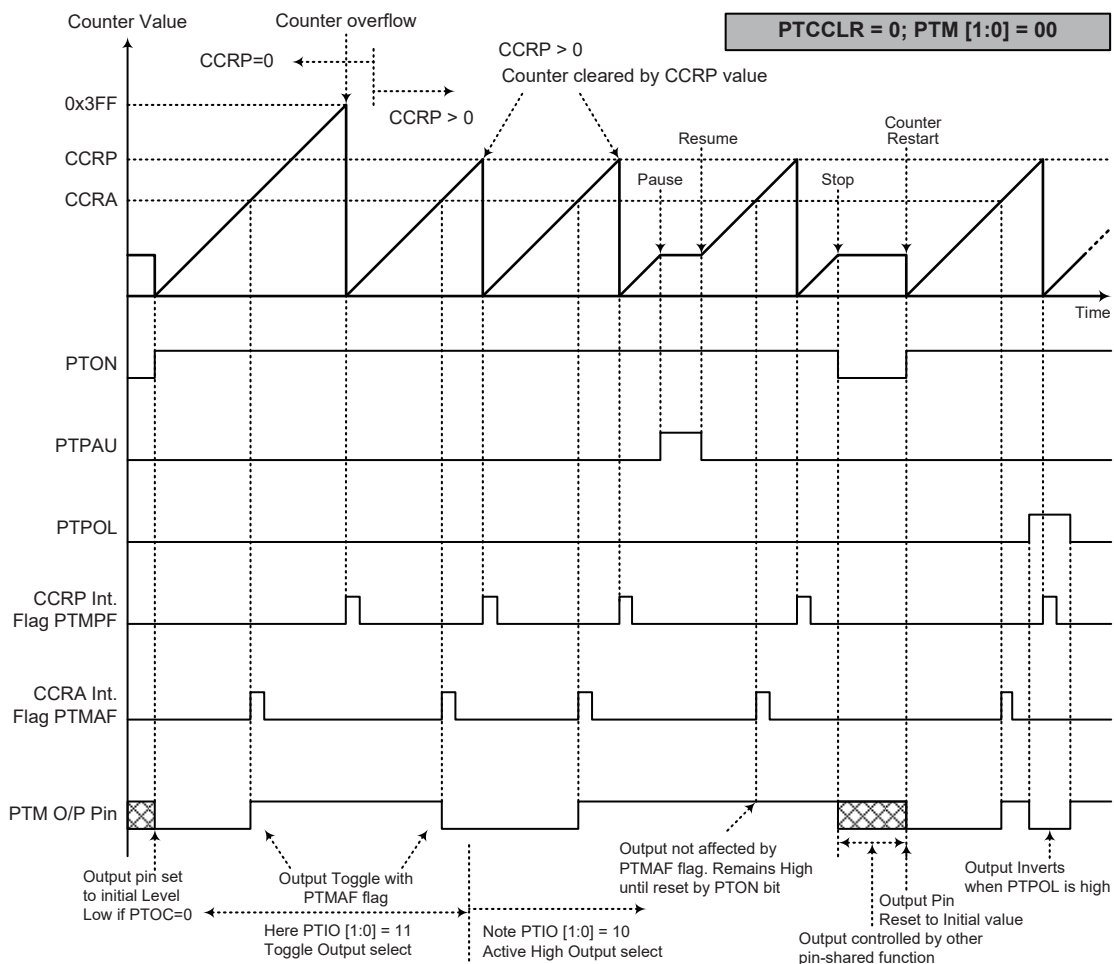 Counter Value
Counter overflow
PTCCLR = 0; PTM [1:0] = 00
CCRP=0
CCRP > 0
CCRP > 0
Counter cleared by CCRP value
0x3FF
CCRP
CCRA
Pause
Resume
Stop
Counter
Restart
Time
PTON
PTPAU
PTPOL
CCRP Int.
Flag PTMPF
CCRA Int.
Flag PTMAF
PTM O/P Pin
Output pin set
to initial Level
Low if PTOC=0
Output Toggle with
PTMAF flag
Here PTIO [1:0] = 11
Toggle Output select
Note PTIO [1:0] = 10
Active High Output select
Output not affected by
PTMAF flag. Remains High
until reset by PTON bit
Output Pin
Reset to Initial value
Output controlled by other
pin-shared function
Output Inverts
when PTPOL is high